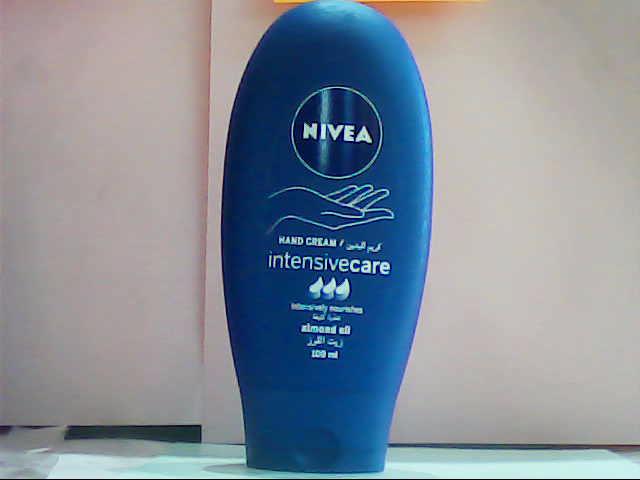 NIVEA
HAND CREAM / كريم اليدين
intensivecare
intensively nourishes
almond oil
زيت اللوز
100 ml